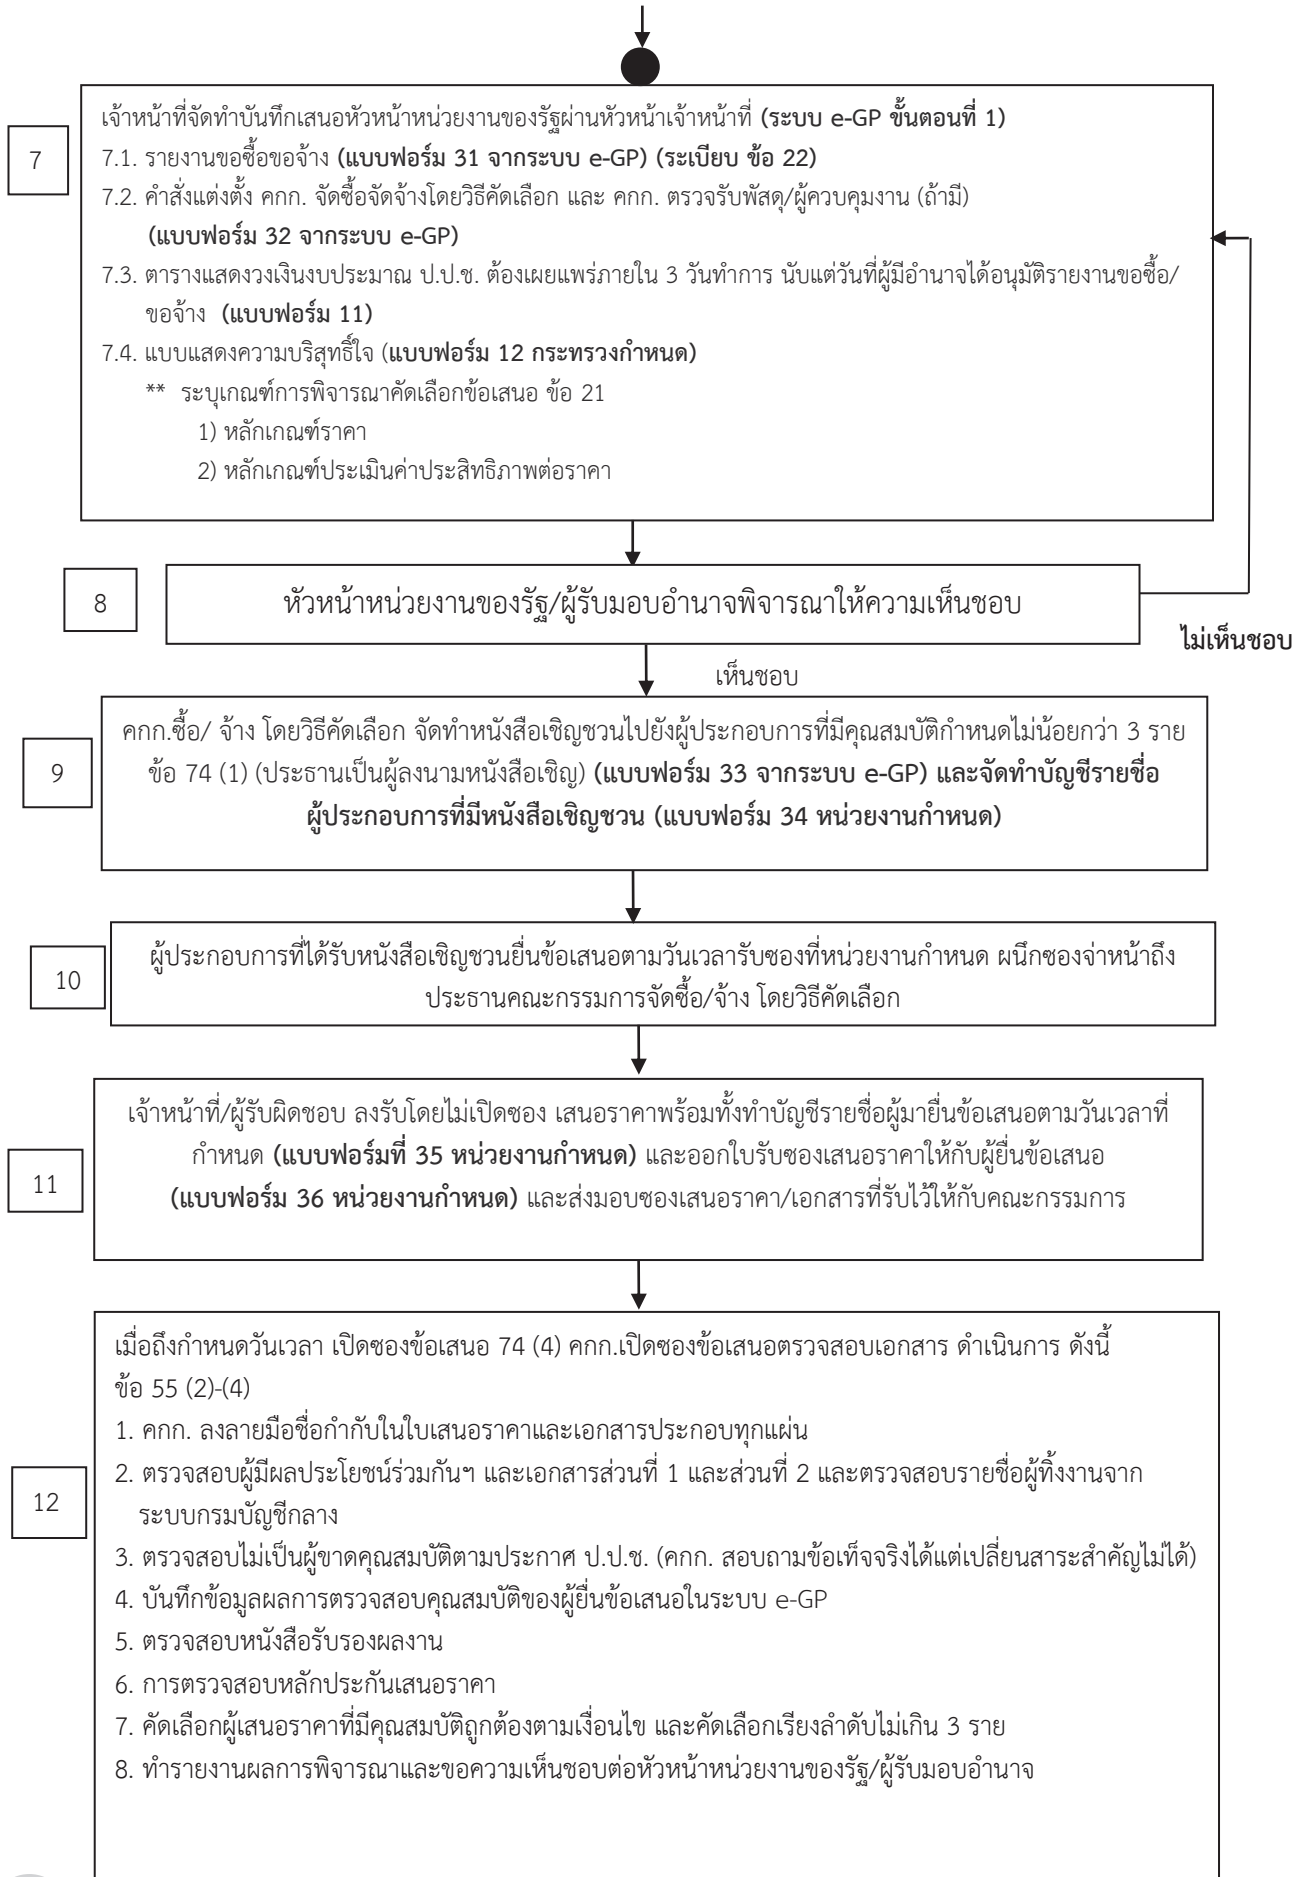 เจ้าหน้าที่จัดทำบันทึกเสนอหัวหน้าหน่วยงานของรัฐผ่านหัวหน้าเจ้าหน้าที่ (ระบบ e-GP ขั้นตอนที่ 1)
7
7.1. รายงานขอซื้อขอจ้าง (แบบฟอร์ม 31 จากระบบ e-GP) (ระเบียบ ข้อ 22)
7.2. คำสั่งแต่งตั้ง คกก. จัดซื้อจัดจ้างโดยวิธีคัดเลือก และ คกก. ตรวจรับพัสดุ/ผู้ควบคุมงาน (ถ้ามี)
(แบบฟอร์ม 32 จากระบบ e-GP)
7.3. ตารางแสดงวงเงินงบประมาณ ป.ป.ช. ต้องเผยแพร่ภายใน 3 วันทำการ นับแต่วันที่ผู้มีอำนาจได้อนุมัติรายงานขอซื้อ/
ขอจ้าง (แบบฟอร์ม 11)
7.4. แบบแสดงความบริสุทธิ์ใจ (แบบฟอร์ม 12 กระทรวงกำหนด)
** ระบุเกณฑ์การพิจารณาคัดเลือกข้อเสนอ ข้อ 21
1) หลักเกณฑ์ราคา
2) หลักเกณฑ์ประเมินค่าประสิทธิภาพต่อราคา
8
หัวหน้าหน่วยงานของรัฐ/ผู้รับมอบอำนาจพิจารณาให้ความเห็นชอบ
ไม่เห็นชอบ
เห็นชอบ
9
คกก.ซื้อ/ จ้าง โดยวิธีคัดเลือก จัดทำหนังสือเชิญชวนไปยังผู้ประกอบการที่มีคุณสมบัติกำหนดไม่น้อยกว่า 3 ราย
ข้อ 74 (1) (ประธานเป็นผู้ลงนามหนังสือเชิญ) (แบบฟอร์ม 33 จากระบบ e-GP) และจัดทำบัญชีรายชื่อ
ผู้ประกอบการที่มีหนังสือเชิญชวน (แบบฟอร์ม 34 หน่วยงานกำหนด)
10
ผู้ประกอบการที่ได้รับหนังสือเชิญชวนยื่นข้อเสนอตามวันเวลารับซองที่หน่วยงานกำหนด ผนึกซองจ่าหน้าถึง
ประธานคณะกรรมการจัดซื้อ/จ้าง โดยวิธีคัดเลือก
11
เจ้าหน้าที่/ผู้รับผิดชอบ ลงรับโดยไม่เปิดซอง เสนอราคาพร้อมทั้งทำบัญชีรายชื่อผู้มายื่นข้อเสนอตามวันเวลาที่
กำหนด (แบบฟอร์มที่ 35 หน่วยงานกำหนด) และออกใบรับซองเสนอราคาให้กับผู้ยื่นข้อเสนอ
(แบบฟอร์ม 36 หน่วยงานกำหนด) และส่งมอบซองเสนอราคา/เอกสารที่รับไว้ให้กับคณะกรรมการ
12
เมื่อถึงกำหนดวันเวลา เปิดซองข้อเสนอ 74 (4) คกก.เปิดซองข้อเสนอตรวจสอบเอกสาร ดำเนินการ ดังนี้
ข้อ 55 (2)-(4)
1. คกก. ลงลายมือชื่อกำกับในใบเสนอราคาและเอกสารประกอบทุกแผ่น
2. ตรวจสอบผู้มีผลประโยชน์ร่วมกันฯ และเอกสารส่วนที่ 1 และส่วนที่ 2 และตรวจสอบรายชื่อผู้ทิ้งงานจาก
ระบบกรมบัญชีกลาง
3. ตรวจสอบไม่เป็นผู้ขาดคุณสมบัติตามประกาศ ป.ป.ช. (คกก. สอบถามข้อเท็จจริงได้แต่เปลี่ยนสาระสำคัญไม่ได้)
4. บันทึกข้อมูลผลการตรวจสอบคุณสมบัติของผู้ยื่นข้อเสนอในระบบ e-GP
5. ตรวจสอบหนังสือรับรองผลงาน
6. การตรวจสอบหลักประกันเสนอราคา
7. คัดเลือกผู้เสนอราคาที่มีคุณสมบัติถูกต้องตามเงื่อนไข และคัดเลือกเรียงลำดับไม่เกิน 3 ราย
8. ทำรายงานผลการพิจารณาและขอความเห็นชอบต่อหัวหน้าหน่วยงานของรัฐ/ผู้รับมอบอำนาจ